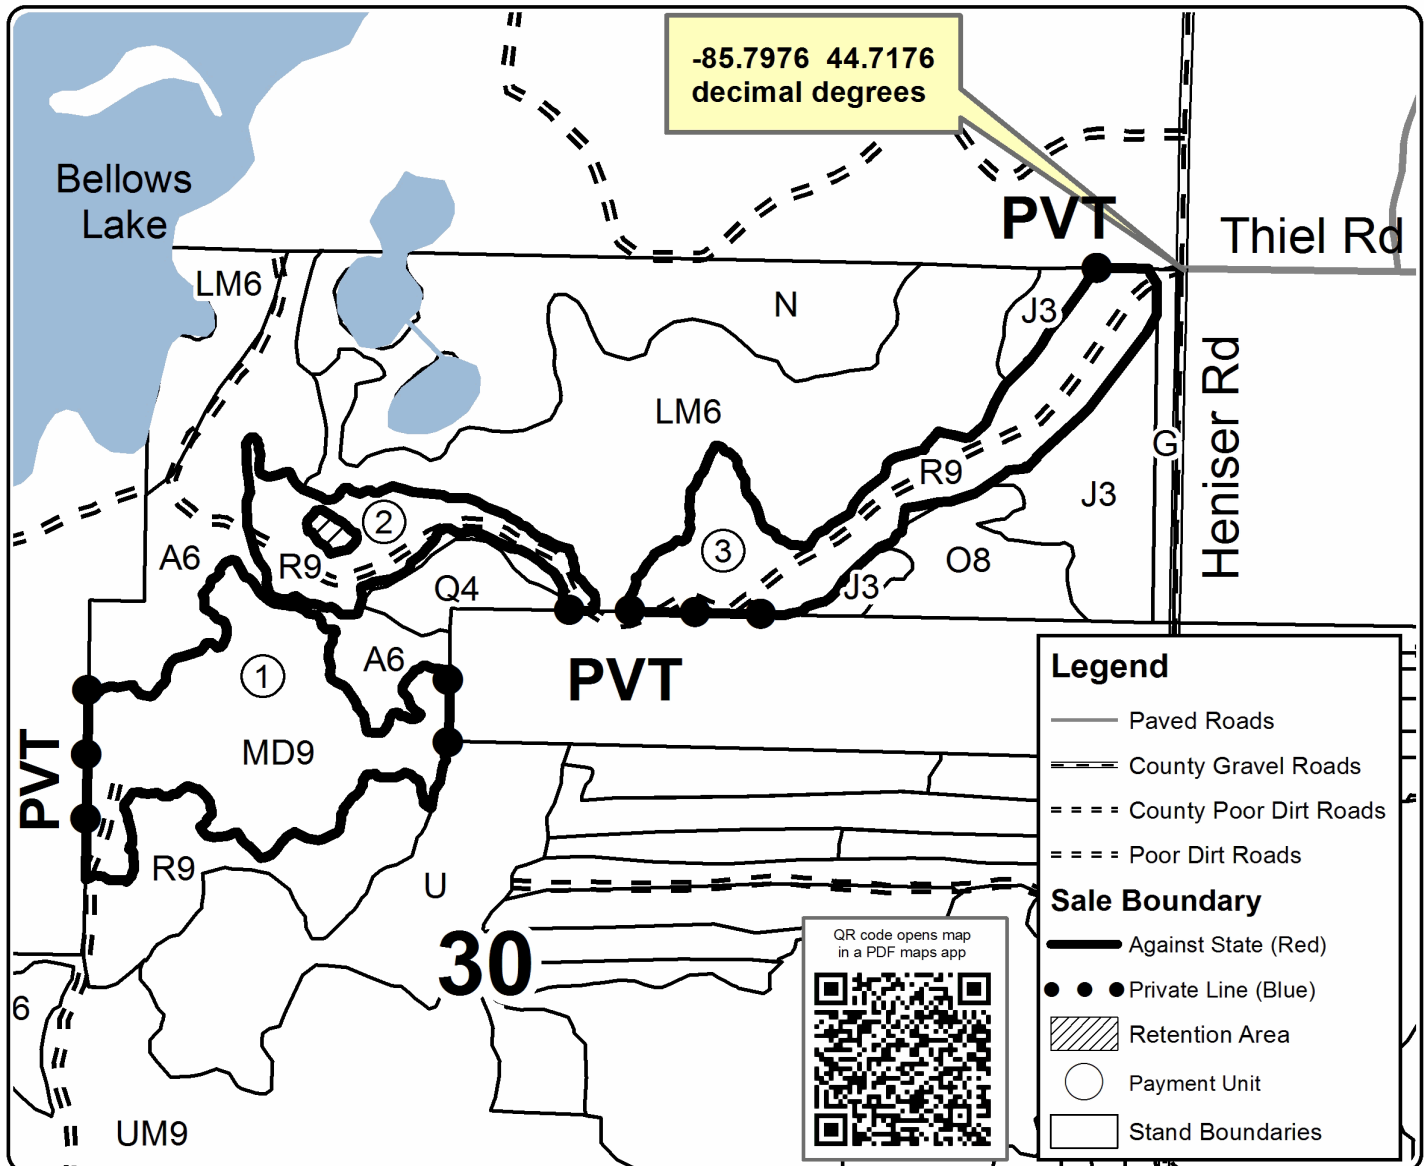 -85.7976 44.7176
decimal degrees
Bellows
Lake
PVT
Thiel Rd
LM6
N
J3
Heniser Rd
LM6
G
R9
J3
2
3
A6
R9
Q4
J3
O8
1
A6
PVT
PVT
MD9
R9
U
30
6
UM9
QR code opens map
in a PDF maps app
Legend
Paved Roads
County Gravel Roads
County Poor Dirt Roads
Poor Dirt Roads
Sale Boundary
Against State (Red)
Private Line (Blue)
Retention Area
Payment Unit
Stand Boundaries